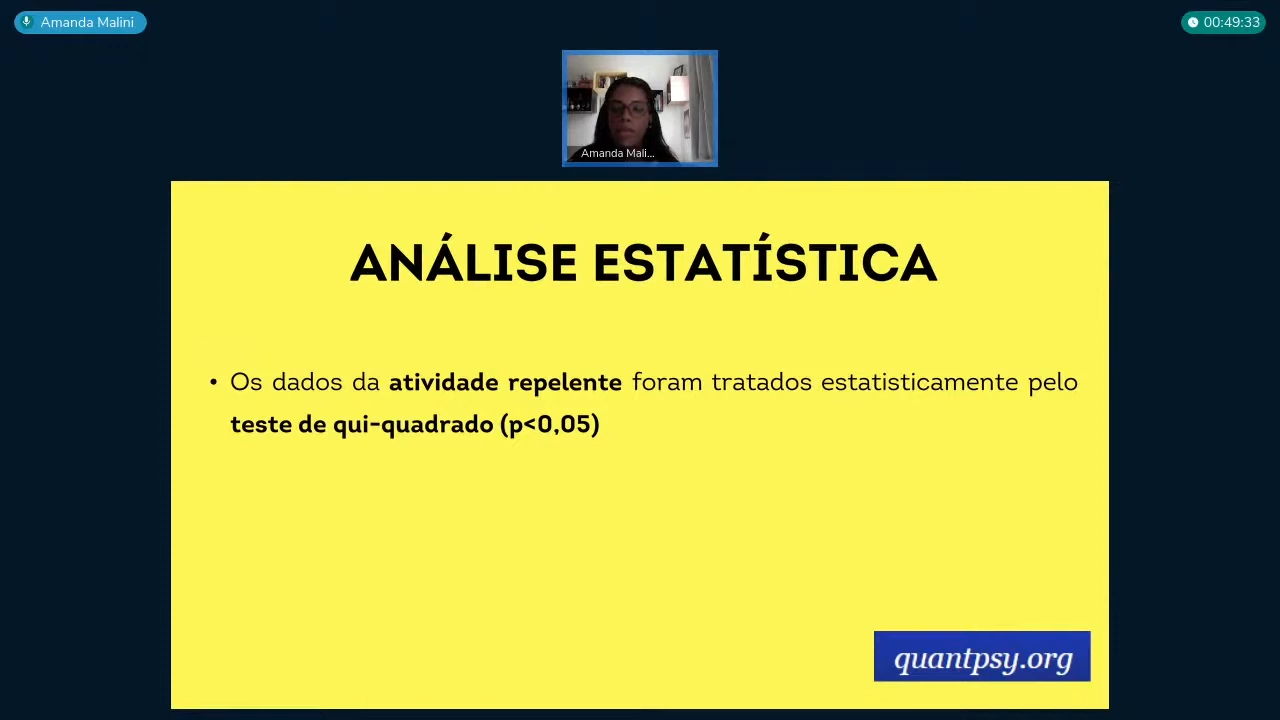 Amanda Malini
00:49:33
Amanda Mali...
ANÁLISE ESTATÍSTICA
• Os dados da atividade repelente foram tratados estatisticamente pelo
teste de qui-quadrado (p<0,05)
quantpsy.org